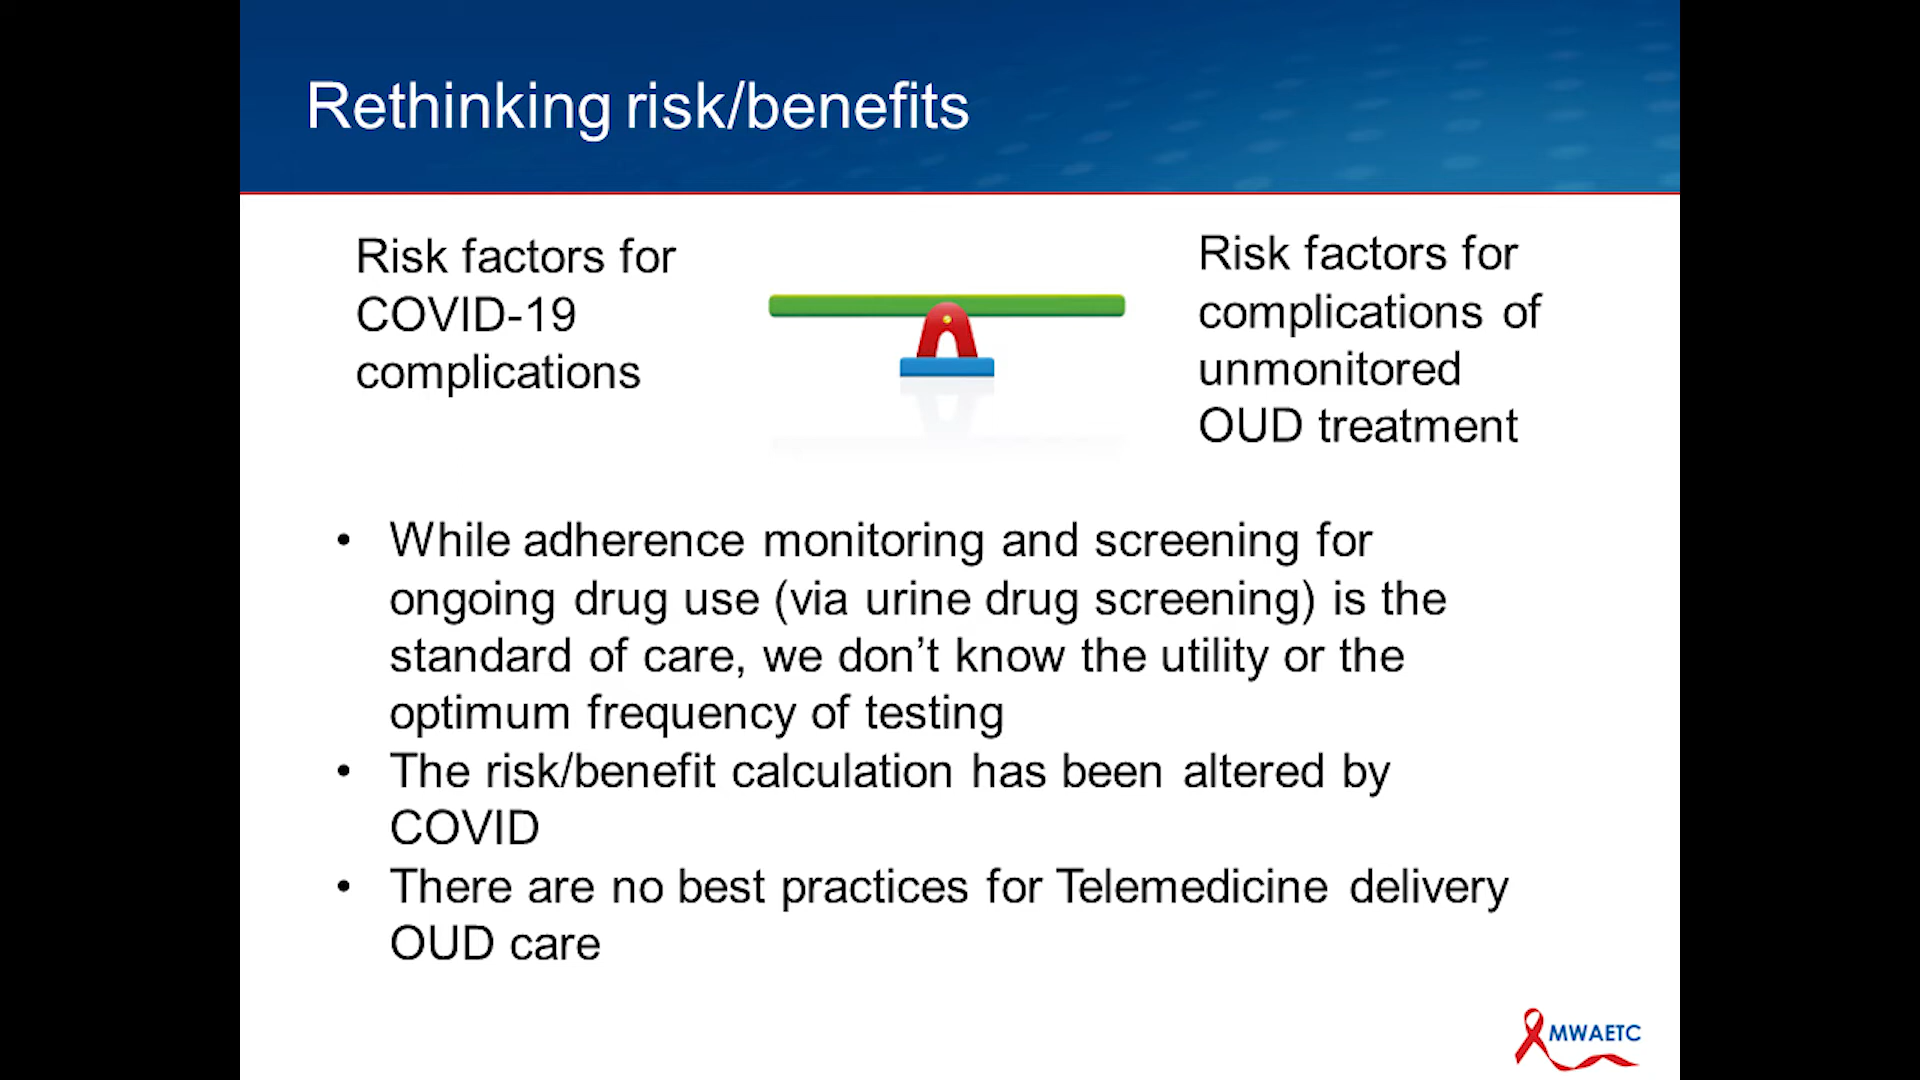 Rethinking risk/benefits
Risk factors for
COVID-19
complications
Risk factors for
complications of
unmonitored
OUD treatment
• While adherence monitoring and screening for
ongoing drug use (via urine drug screening) is the
standard of care, we don’t know the utility or the
optimum frequency of testing
• The risk/benefit calculation has been altered by
COVID
• There are no best practices for Telemedicine delivery
OUD care
MWAETC